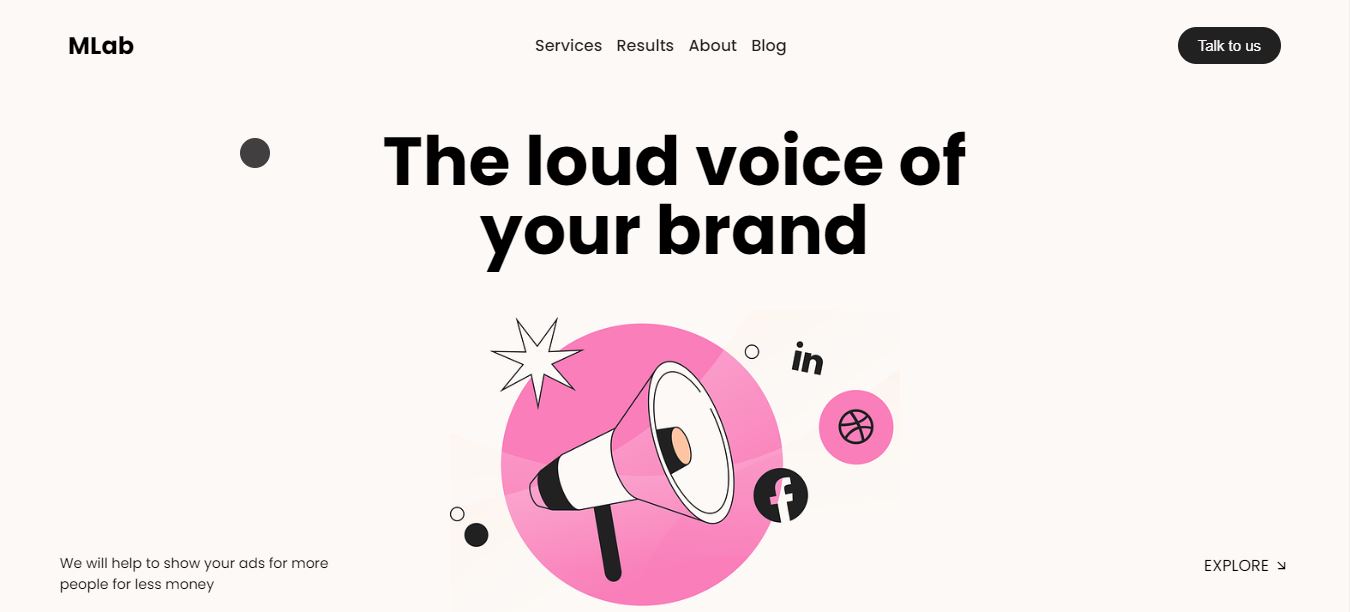 MLab
Services Results About Blog
Talk to us
The loud voice of
your brand
in
We will help to show your ads for more
people for less money
EXPLORE